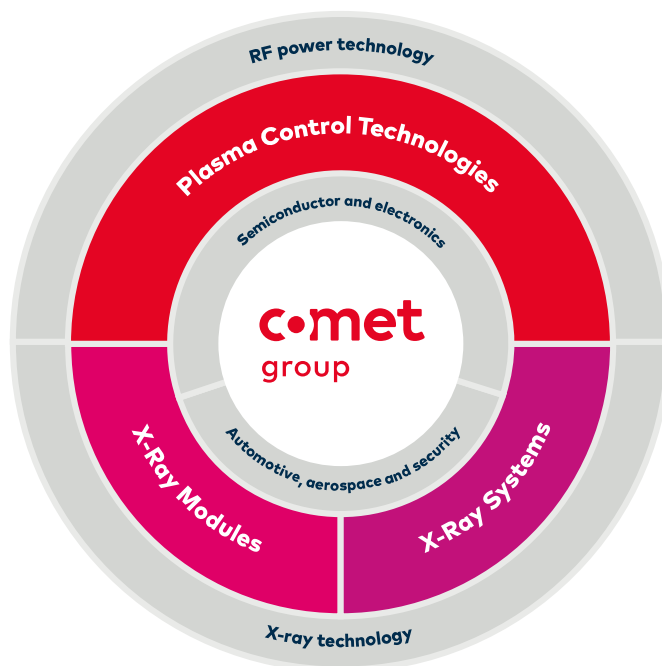 RF power technology
Plasma Control Technologies
Semiconductor and electronics
comet
group
Automotive, aerospace and security
X-Ray Modules
X-Ray Systems
X-ray technology